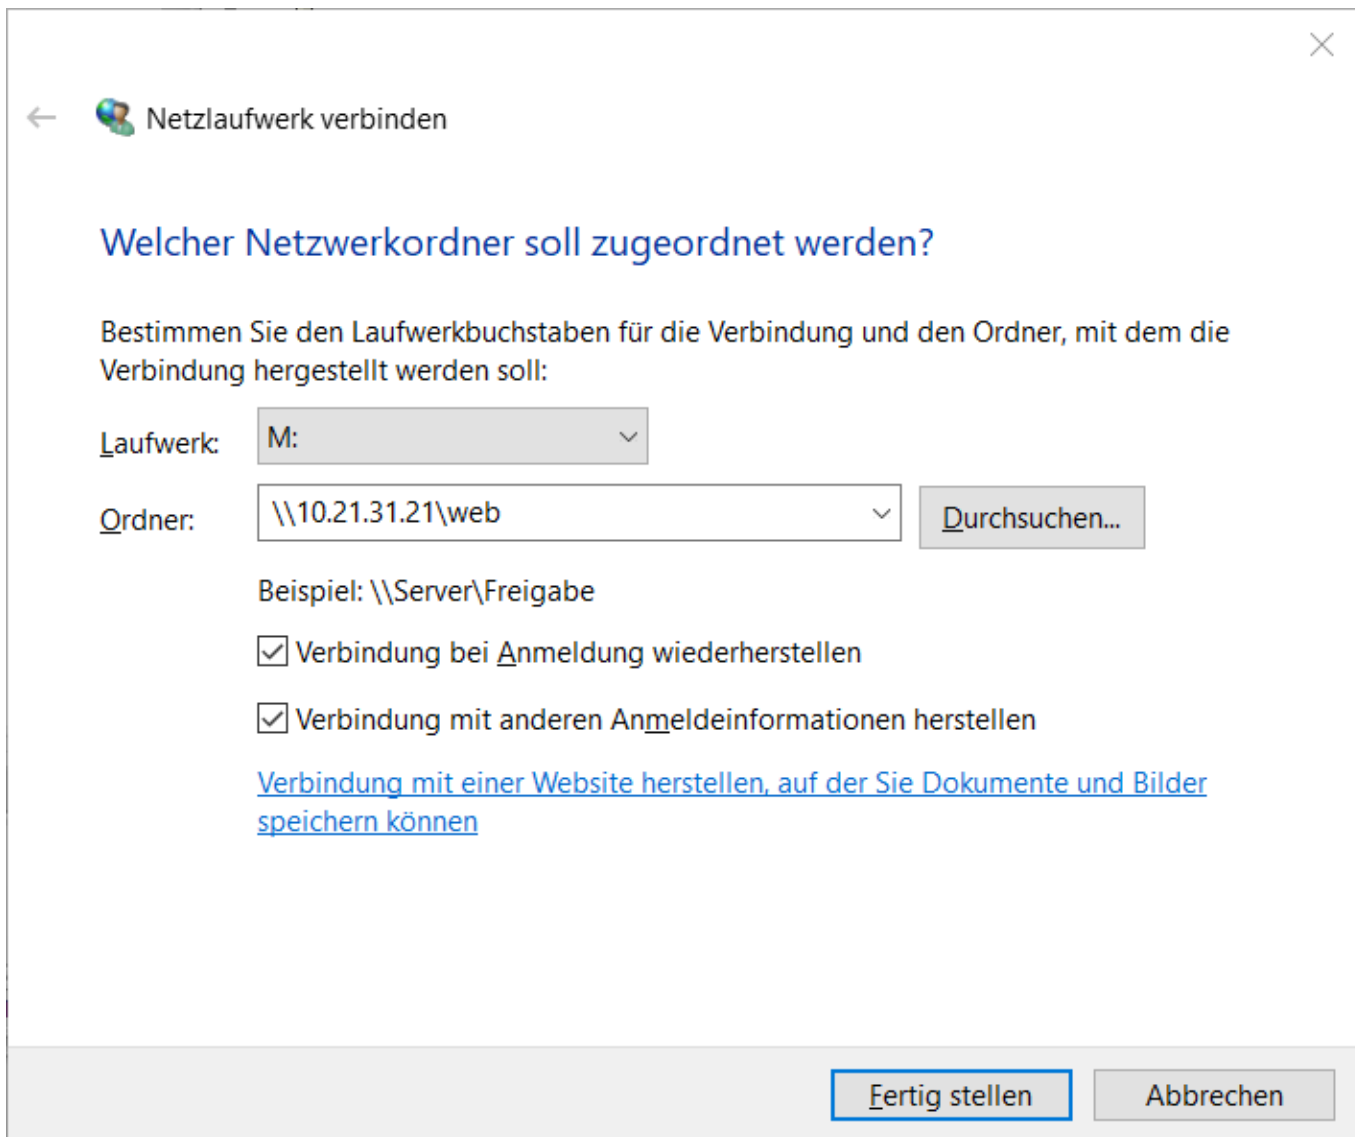 Netzlaufwerk verbinden
Welcher Netzwerkordner soll zugeordnet werden?
Bestimmen Sie den Laufwerkbuchstaben für die Verbindung und den Ordner, mit dem die
Verbindung hergestellt werden soll:
Laufwerk: M:
Ordner: \\10.21.31.21\web Durchsuchen...
Beispiel: \\Server\Freigabe
Verbindung bei Anmeldung wiederherstellen
Verbindung mit anderen Anmeldeinformationen herstellen
Verbindung mit einer Website herstellen, auf der Sie Dokumente und Bilder
speichern können
Fertig stellen Abbrechen